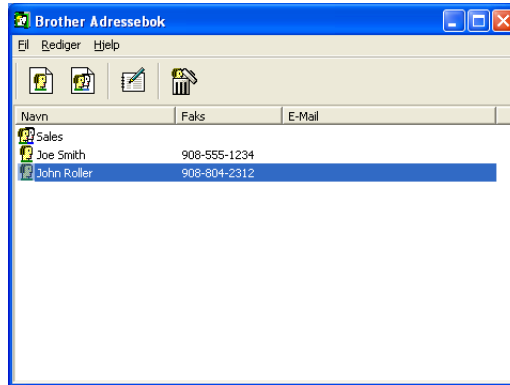 Brother Adressebok
Fil Rediger Hjelp
Navn Faks E-Mail
Sales
Joe Smith 908-555-1234
John Roller 908-804-2312